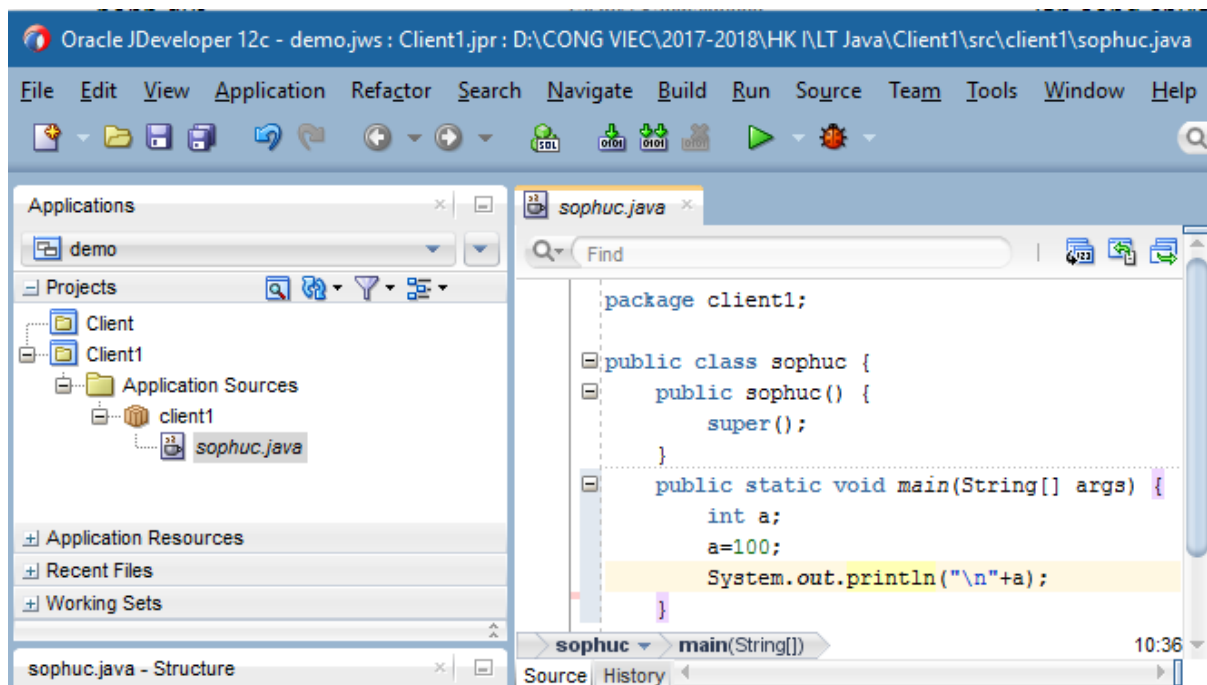 Oracle JDeveloper 12c - demo.jws : Client1.jpr : D:\CONG VIEC\2017-2018\HK I\LT Java\Client1\src\client1\sophuc.java
File Edit View Application Refactor Search Navigate Build Run Source Team Tools Window Help
Applications
demo
Projects
Client
Client1
Application Sources
client1
sophuc.java
Application Resources
Recent Files
Working Sets
sophuc.java - Structure
sophuc.java
Find
package client1;
public class sophuc {
public sophuc() {
super();
}
public static void main(String[] args) {
int a;
a=100;
System.out.println("\n"+a);
}
sophuc main(String[]) 10:36
Source History